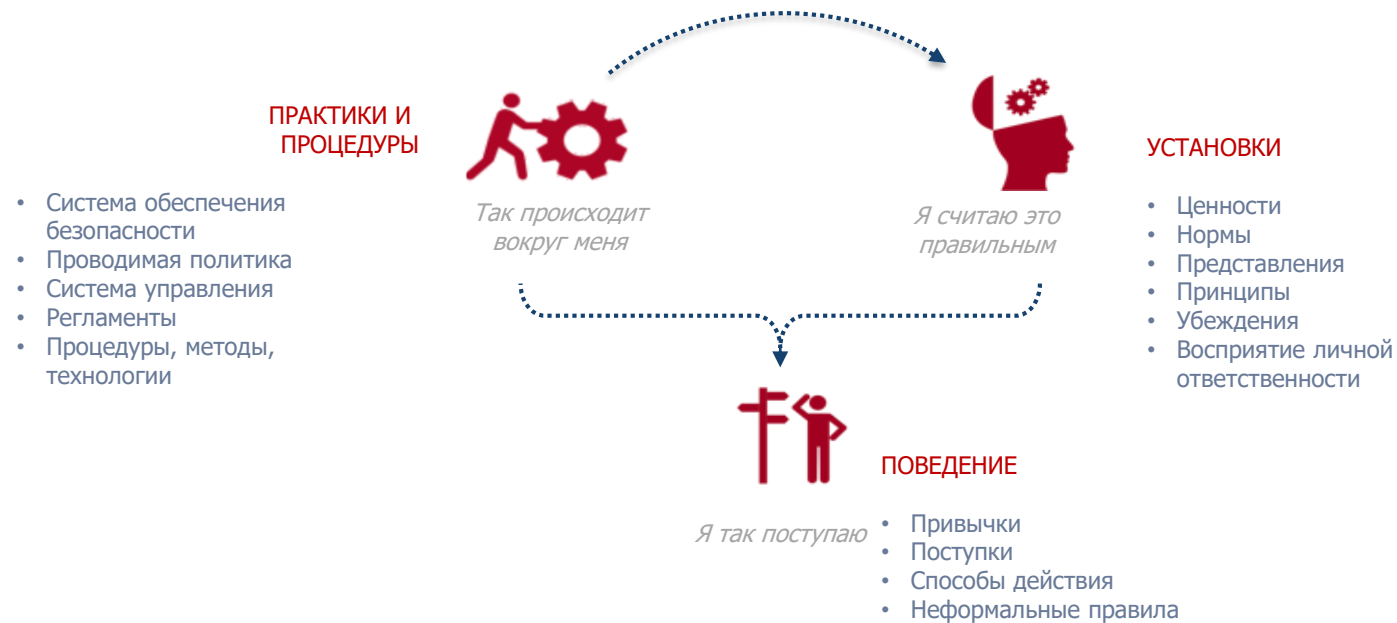 ПРАКТИКИ И
ПРОЦЕДУРЫ
• Система обеспечения
безопасности
• Проводимая политика
• Система управления
• Регламенты
• Процедуры, методы,
технологии
Так происходит
вокруг меня
Я считаю это
правильным
УСТАНОВКИ
• Ценности
• Нормы
• Представления
• Принципы
• Убеждения
• Восприятие личной
ответственности
Я так поступаю
ПОВЕДЕНИЕ
• Привычки
• Поступки
• Способы действия
• Неформальные правила